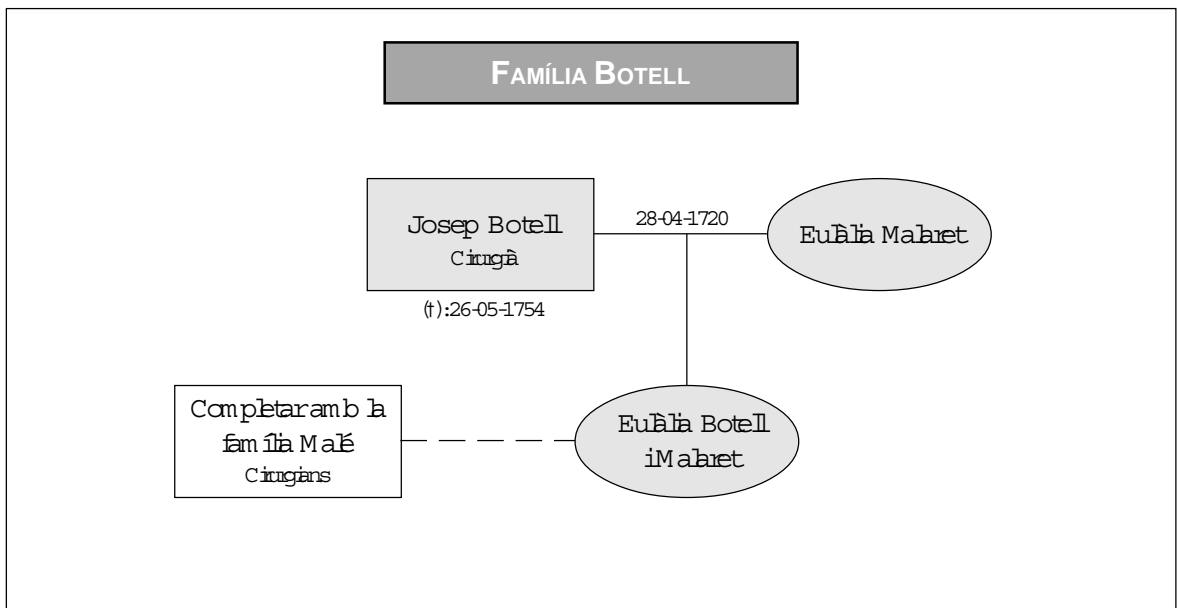 FAMÍLIA BOTELL
Josep Botell
Cirurgià
28-04-1720
Eulàlia Malaret
(†):26-05-1754
Completar amb la
família Malé
Cirurgians
Eulàlia Botell
i Malaret